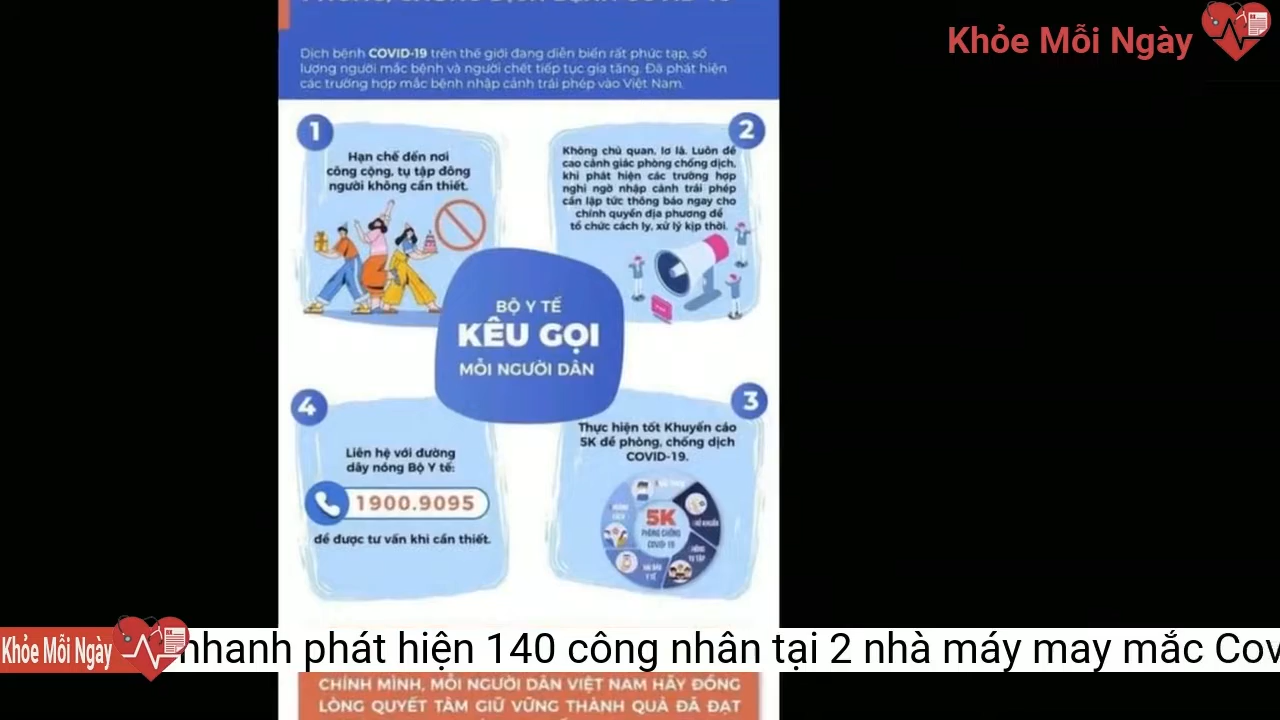 Khỏe Mỗi Ngày
Dịch bệnh COVID-19 trên thế giới đang diễn biến rất phức tạp, số
lượng người mắc bệnh và người chết tiếp tục gia tăng. Đã phát hiện
các trường hợp mắc bệnh nhập cảnh trái phép vào Việt Nam.
1
Hạn chế đến nơi
công cộng, tụ tập đông
người không cần thiết.
2
Không chủ quan, lơ là. Luôn đề
cao cảnh giác phòng chống dịch,
khi phát hiện các trường hợp
nghi ngờ nhập cảnh trái phép
cần lập tức thông báo ngay cho
chính quyền địa phương để
tổ chức cách ly, xử lý kịp thời.
BỘ Y TẾ
KÊU GỌI
MỖI NGƯỜI DÂN
4
Liên hệ với đường
dây nóng Bộ Y tế:
1900.9095
để được tư vấn khi cần thiết.
3
Thực hiện tốt Khuyến cáo
5K để phòng, chống dịch
COVID-19.
5K
PHÒNG CHỐNG
COVID-19
Khỏe Mỗi Ngày
nhanh phát hiện 140 công nhân tại 2 nhà máy may mắc Cov
CHÍNH MÌNH, MỖI NGƯỜI DÂN VIỆT NAM HÃY ĐỒNG
LÒNG QUYẾT TÂM GIỮ VỮNG THÀNH QUẢ ĐÃ ĐẠT